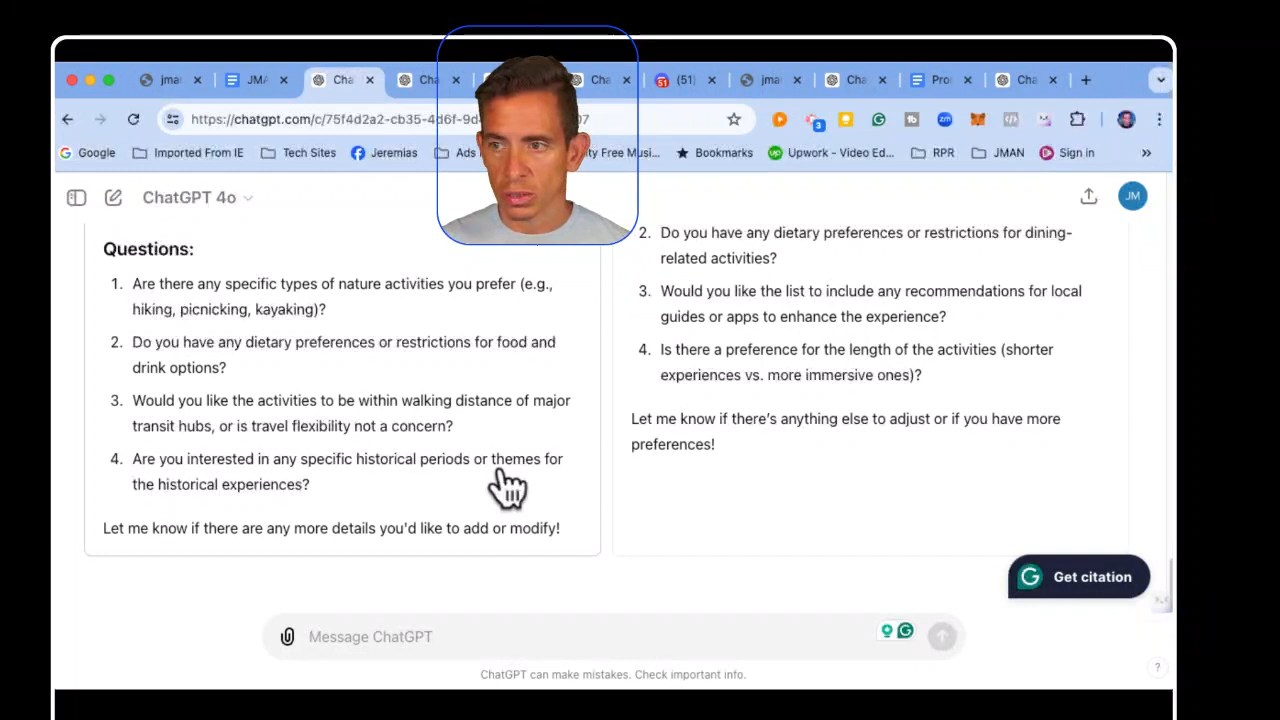 jma
JMA
Cha
Cha
Cha
(51)
jma
Cha
Pro
Cha
https://chatgpt.com/c/75f4d2a2-cb35-4d6f-9d
07
3
Google
Imported From IE
Tech Sites
Jeremias
Ads
ity Free Musi...
Bookmarks
Upwork - Video Ed...
RPR
JMAN
Sign in
ChatGPT 4o
JM
Questions:
1. Are there any specific types of nature activities you prefer (e.g.,
hiking, picnicking, kayaking)?
2. Do you have any dietary preferences or restrictions for food and
drink options?
3. Would you like the activities to be within walking distance of major
transit hubs, or is travel flexibility not a concern?
4. Are you interested in any specific historical periods or themes for
the historical experiences?
Let me know if there are any more details you'd like to add or modify!
2. Do you have any dietary preferences or restrictions for dining-
related activities?
3. Would you like the list to include any recommendations for local
guides or apps to enhance the experience?
4. Is there a preference for the length of the activities (shorter
experiences vs. more immersive ones)?
Let me know if there's anything else to adjust or if you have more
preferences!
Get citation
Message ChatGPT
ChatGPT can make mistakes. Check important info.
?